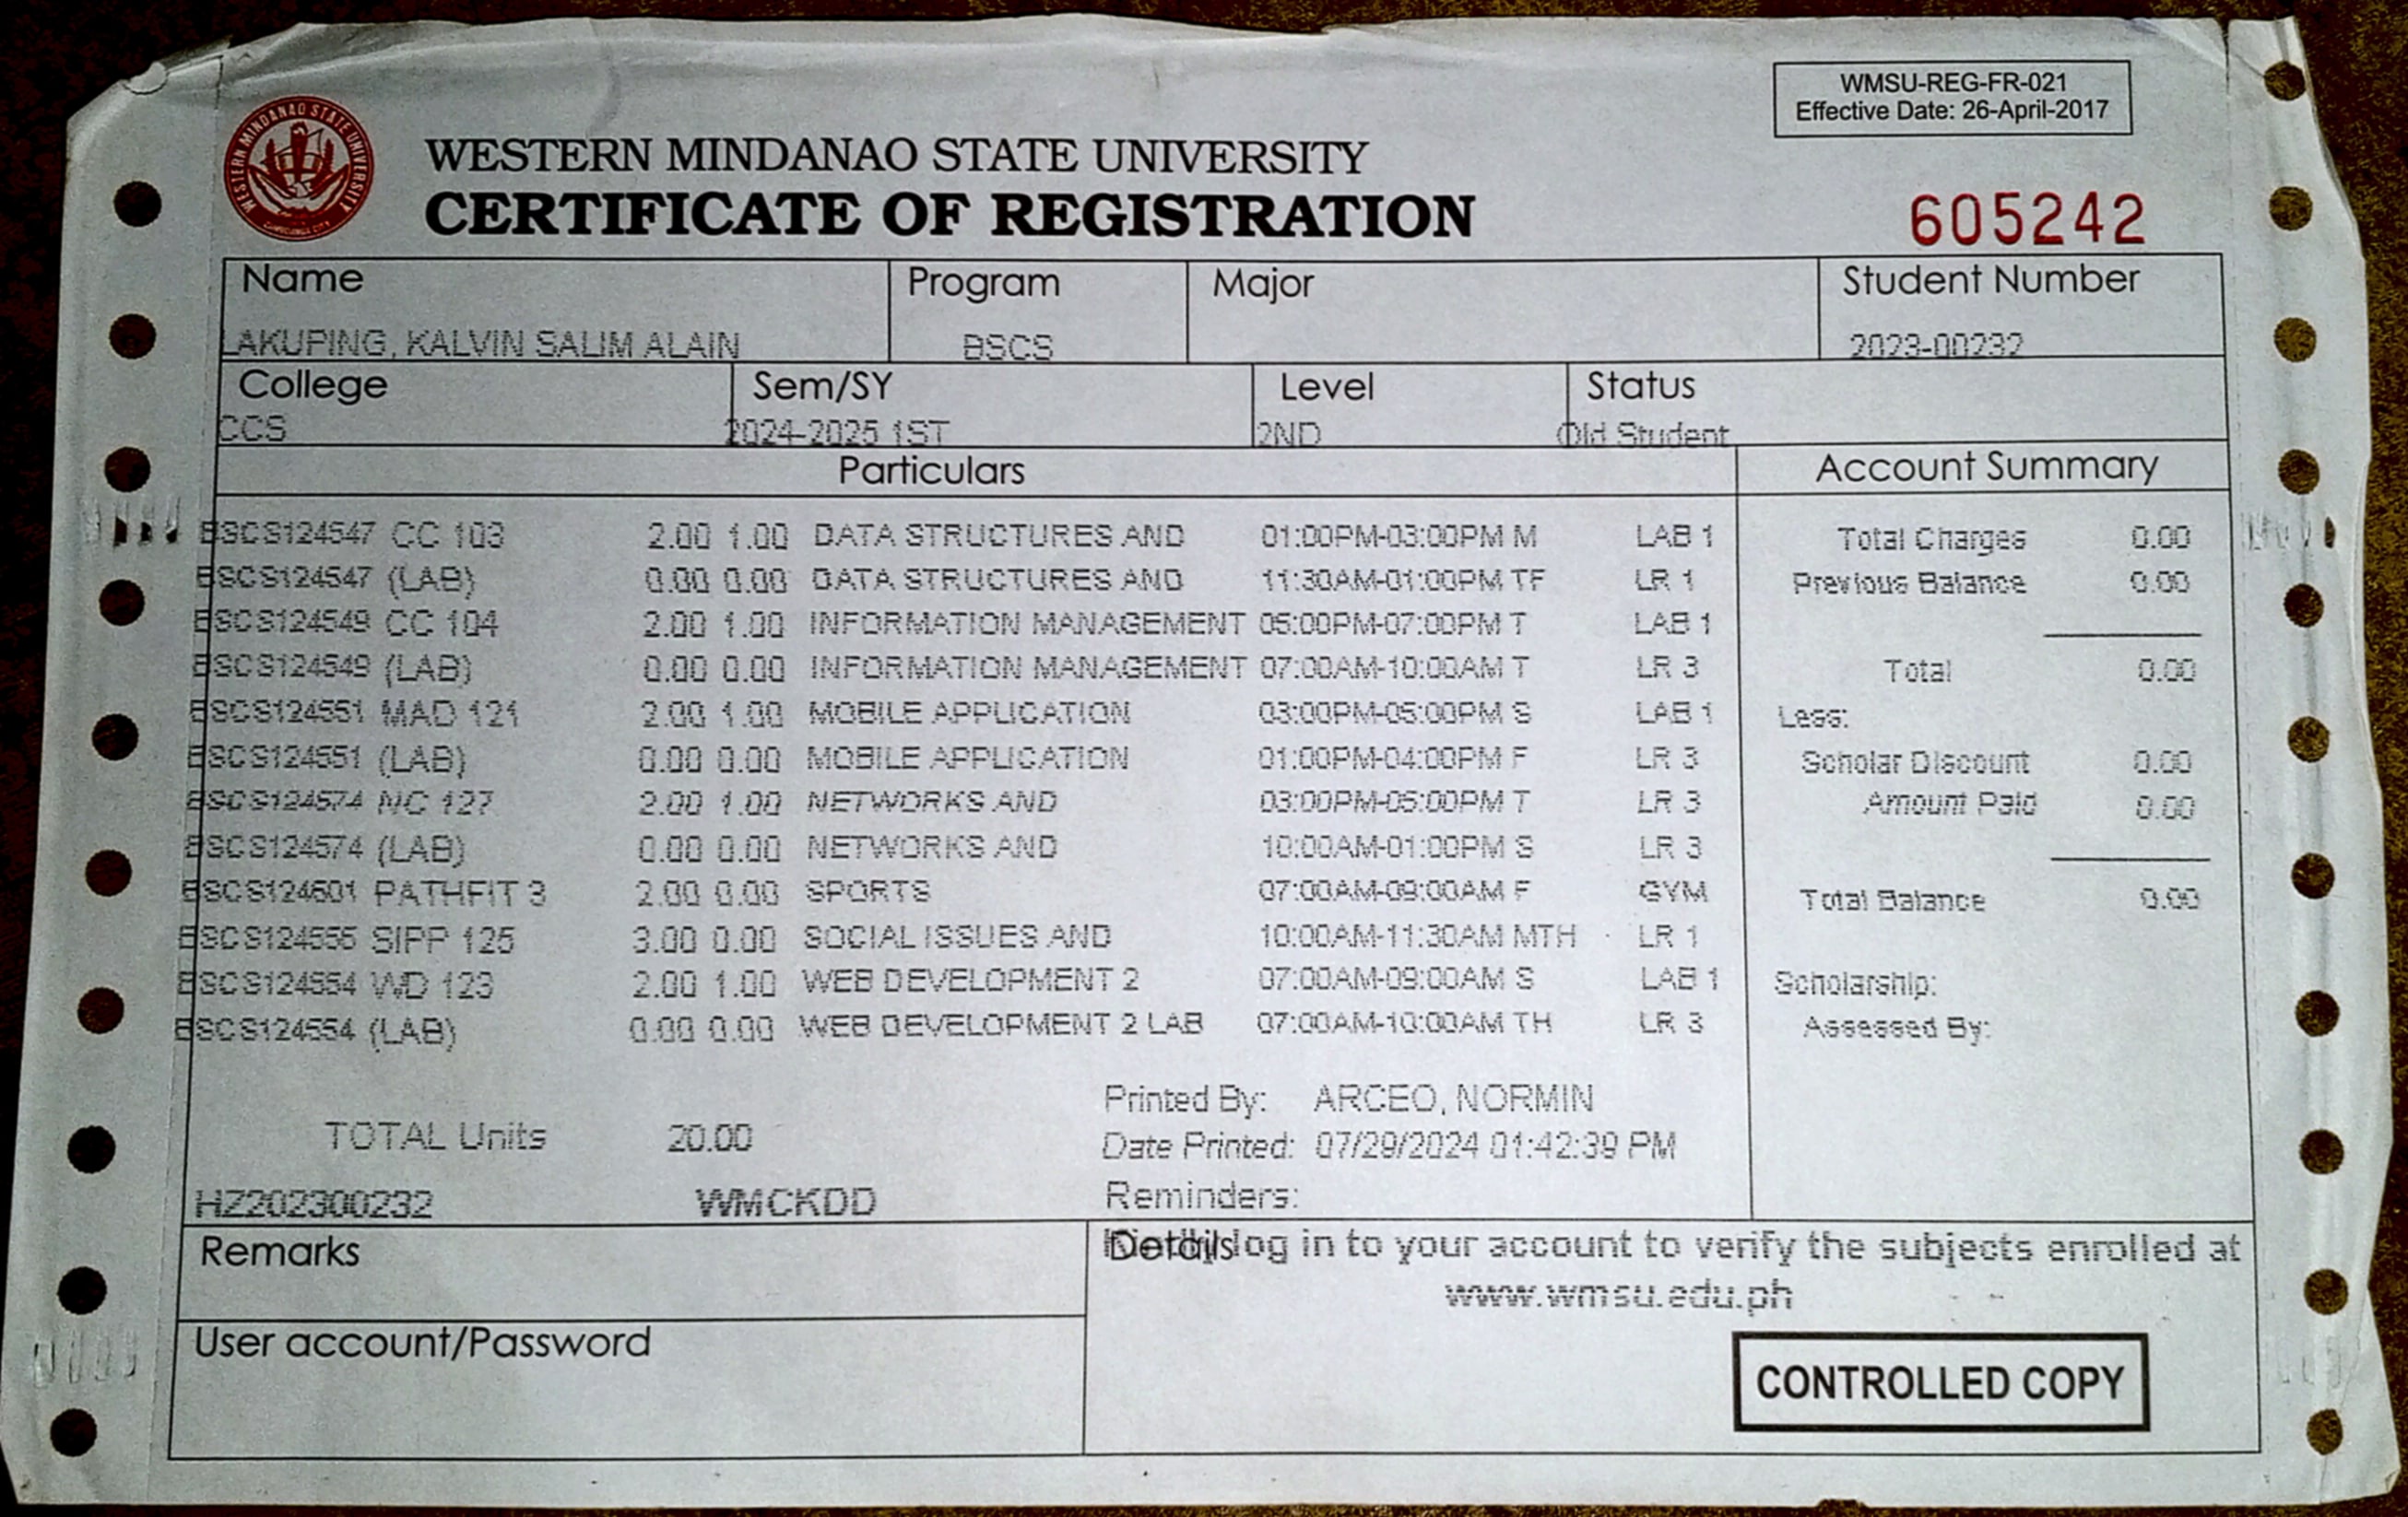 WMSU-REG-FR-021
Effective Date: 26-April-2017
WESTERN MINDANAO STATE UNIVERSITY
WESTERN MINDANAO STATE UNIVERSITY
CERTIFICATE OF REGISTRATION
605242
Name Program Major Student Number
LAKUPING, KALVIN SALIM ALAIN BSCS 2023-00232
College Sem/SY Level Status
CCS 2024-2025 1ST 2ND Old Student
Particulars Account Summary
BSCS124547 CC 103 2.00 1.00 DATA STRUCTURES AND 01:00PM-03:00PM M LAB 1 Total Charges 0.00
BSCS124547 (LAB) 0.00 0.00 DATA STRUCTURES AND 11:30AM-01:00PM TF LR 1 Previous Balance 0.00
BSCS124549 CC 104 2.00 1.00 INFORMATION MANAGEMENT 05:00PM-07:00PM T LAB 1
BSCS124549 (LAB) 0.00 0.00 INFORMATION MANAGEMENT 07:00AM-10:00AM T LR 3 Total 0.00
BSCS124551 MAD 121 2.00 1.00 MOBILE APPLICATION 03:00PM-05:00PM S LAB 1 Less:
BSCS124551 (LAB) 0.00 0.00 MOBILE APPLICATION 01:00PM-04:00PM F LR 3 Scholar Discount 0.00
BSCS124574 NC 127 2.00 1.00 NETWORKS AND 03:00PM-05:00PM T LR 3 Amount Paid 0.00
BSCS124574 (LAB) 0.00 0.00 NETWORKS AND 10:00AM-01:00PM S LR 3
BSCS124601 PATHFIT 3 2.00 0.00 SPORTS 07:00AM-09:00AM F GYM Total Balance 0.00
BSCS124555 SIPP 125 3.00 0.00 SOCIAL ISSUES AND 10:00AM-11:30AM MTH LR 1
BSCS124554 WD 123 2.00 1.00 WEB DEVELOPMENT 2 07:00AM-09:00AM S LAB 1 Scholarship:
BSCS124554 (LAB) 0.00 0.00 WEB DEVELOPMENT 2 LAB 07:00AM-10:00AM TH LR 3 Assessed By:
Printed By: ARCEO, NORMIN
TOTAL Units 20.00 Date Printed: 07/29/2024 01:42:39 PM
HZ202300232 WMCKDD Reminders:
Remarks Details log in to your account to verify the subjects enrolled at
www.wmsu.edu.ph
User account/Password
CONTROLLED COPY